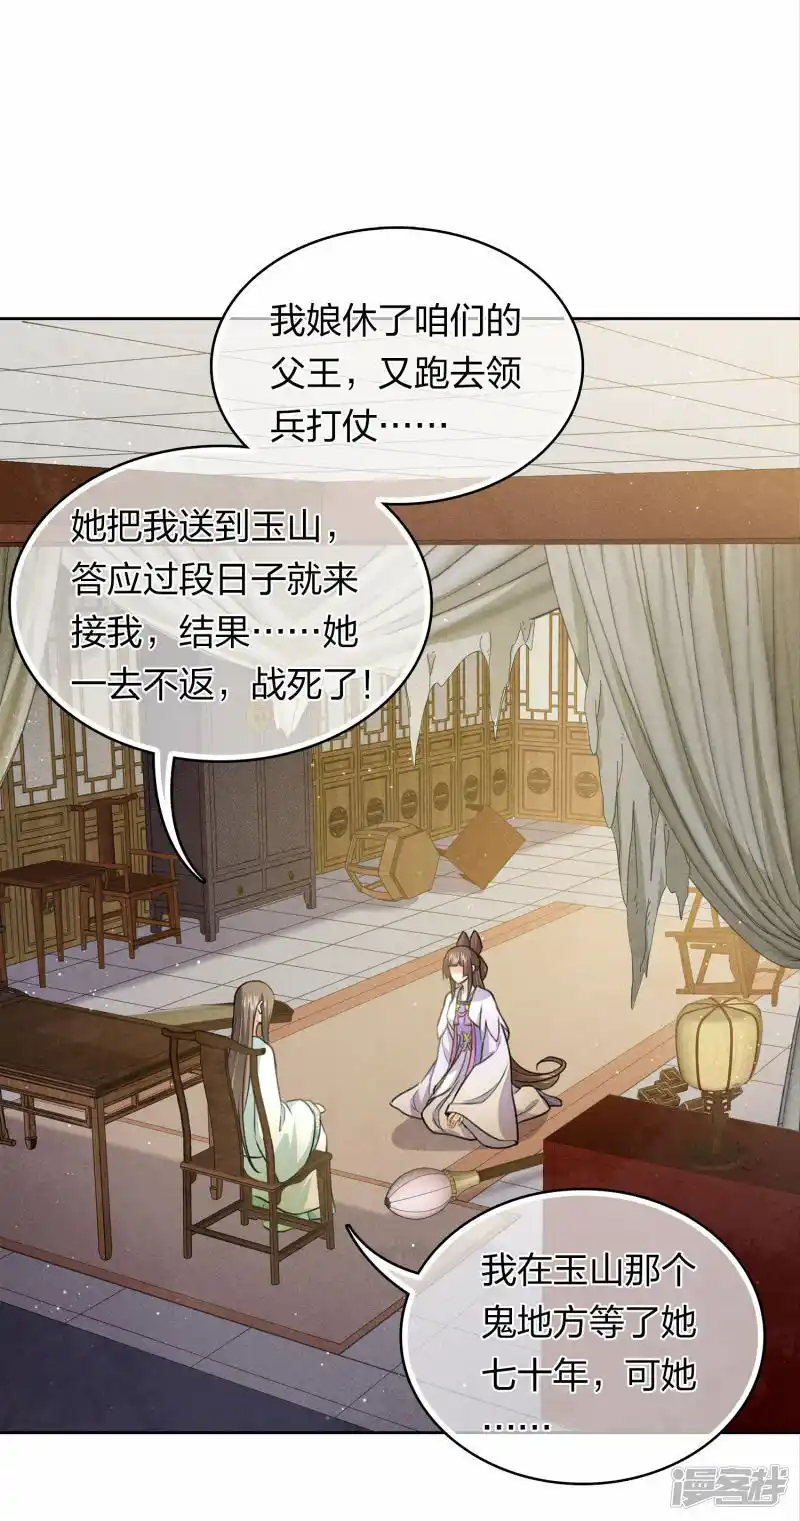 我娘休了咱们的
父王，又跑去领
兵打仗……
她把我送到玉山，
答应过段日子就来
接我，结果……她
一去不返，战死了！
我在玉山那个
鬼地方等了她
七十年，可她
……
漫客栈